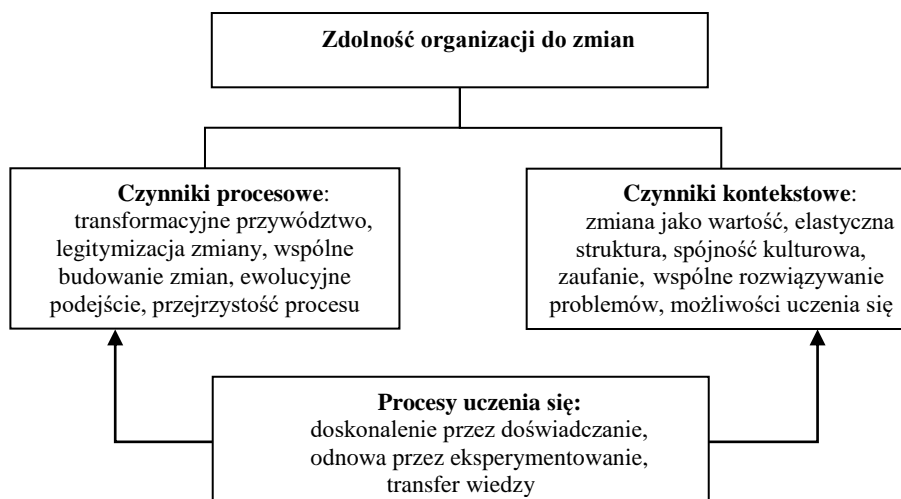 Zdolność organizacji do zmian
Czynniki procesowe:
transformacyjne przywództwo,
legitymizacja zmiany, wspólne
budowanie zmian, ewolucyjne
podejście, przejrzystość procesu
Czynniki kontekstowe:
zmiana jako wartość, elastyczna
struktura, spójność kulturowa,
zaufanie, wspólne rozwiązywanie
problemów, możliwości uczenia się
Procesy uczenia się:
doskonalenie przez doświadczanie,
odnowa przez eksperymentowanie,
transfer wiedzy